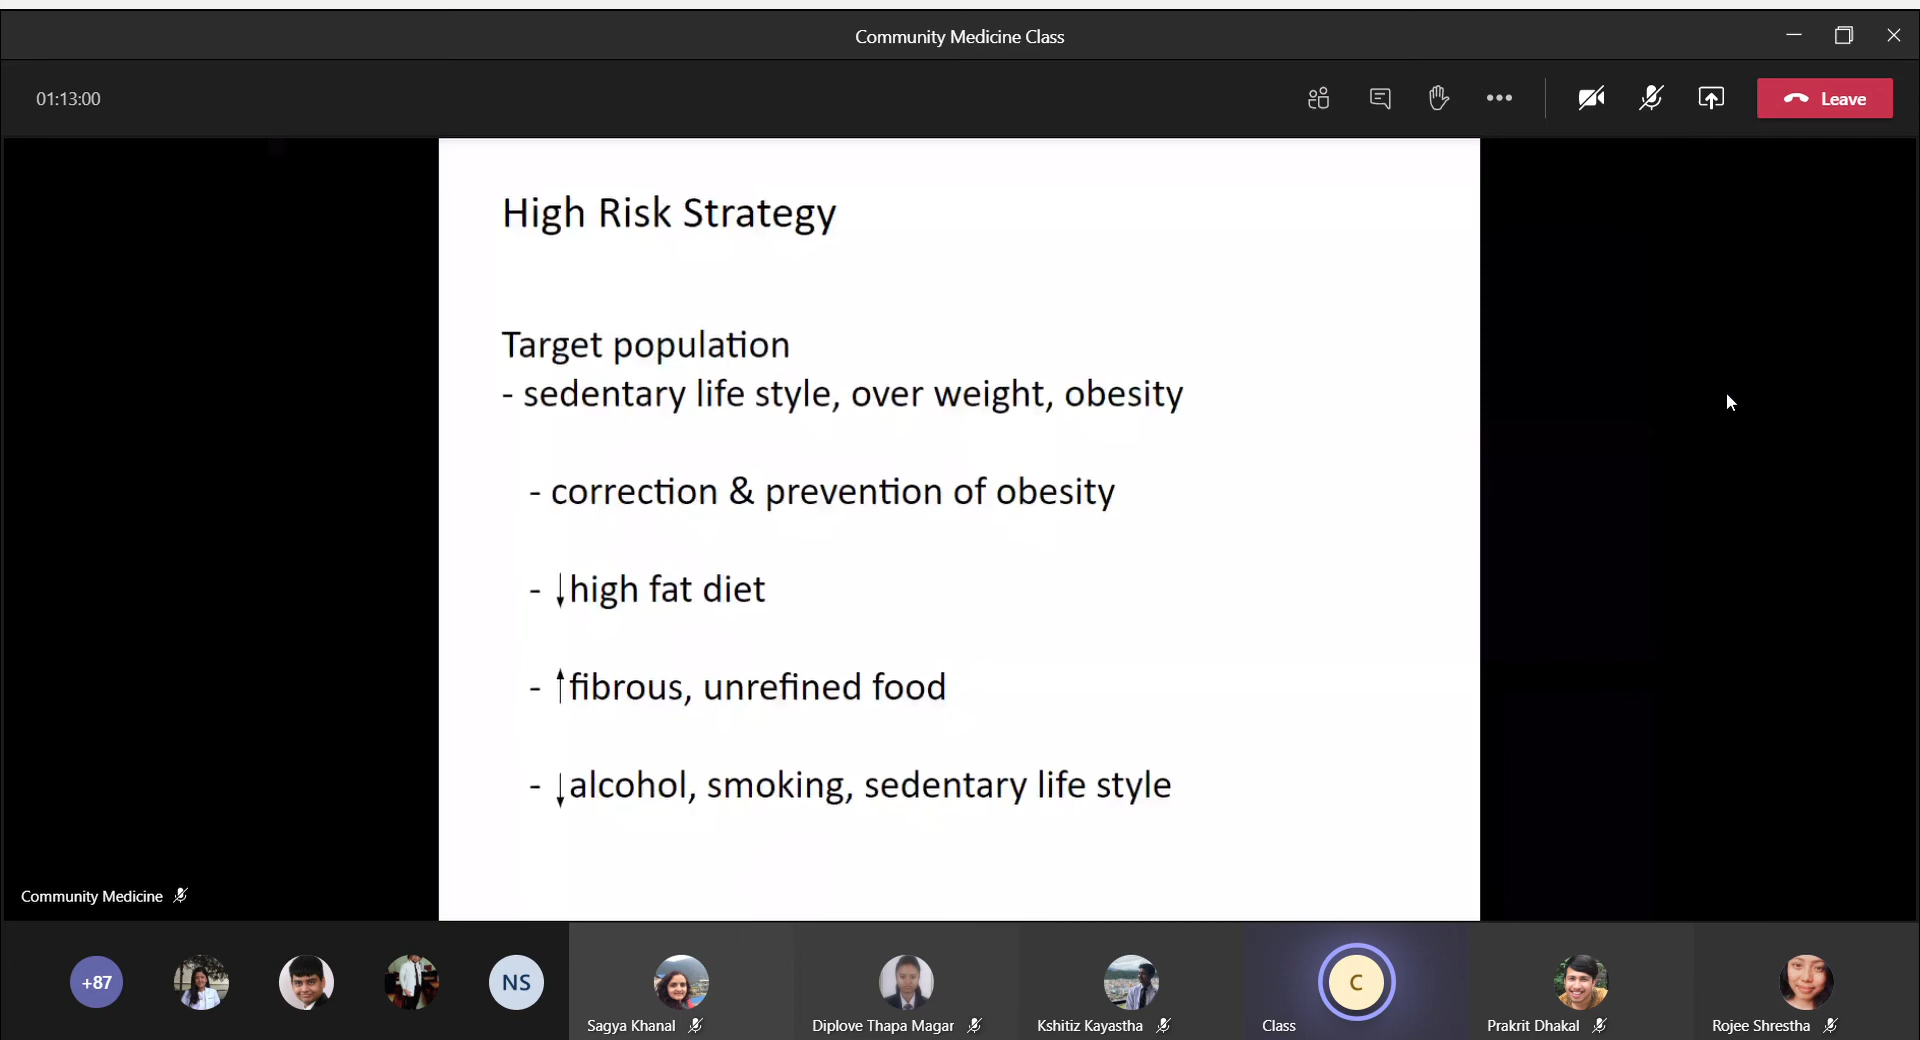 Community Medicine Class
01:13:00
Leave
High Risk Strategy
Target population
- sedentary life style, over weight, obesity
- correction & prevention of obesity
- ↓high fat diet
- ↑fibrous, unrefined food
- ↓alcohol, smoking, sedentary life style
Community Medicine
+87
NS
C
Sagya Khanal
Diplove Thapa Magar
Kshitiz Kayastha
Class
Prakrit Dhakal
Rojee Shrestha